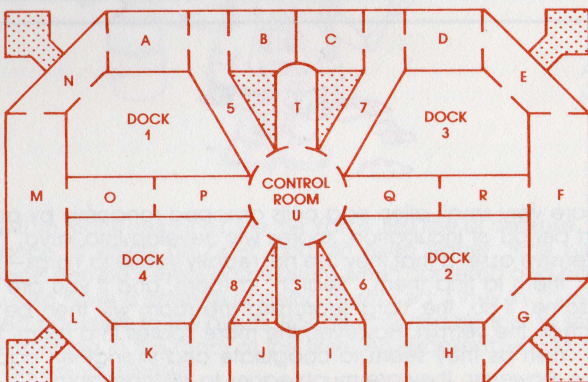 A B C D
N E
5 T 7
DOCK
1
DOCK
3
CONTROL
ROOM
U
M O P Q R F
DOCK
4
DOCK
2
8 S 6
L G
K J I H